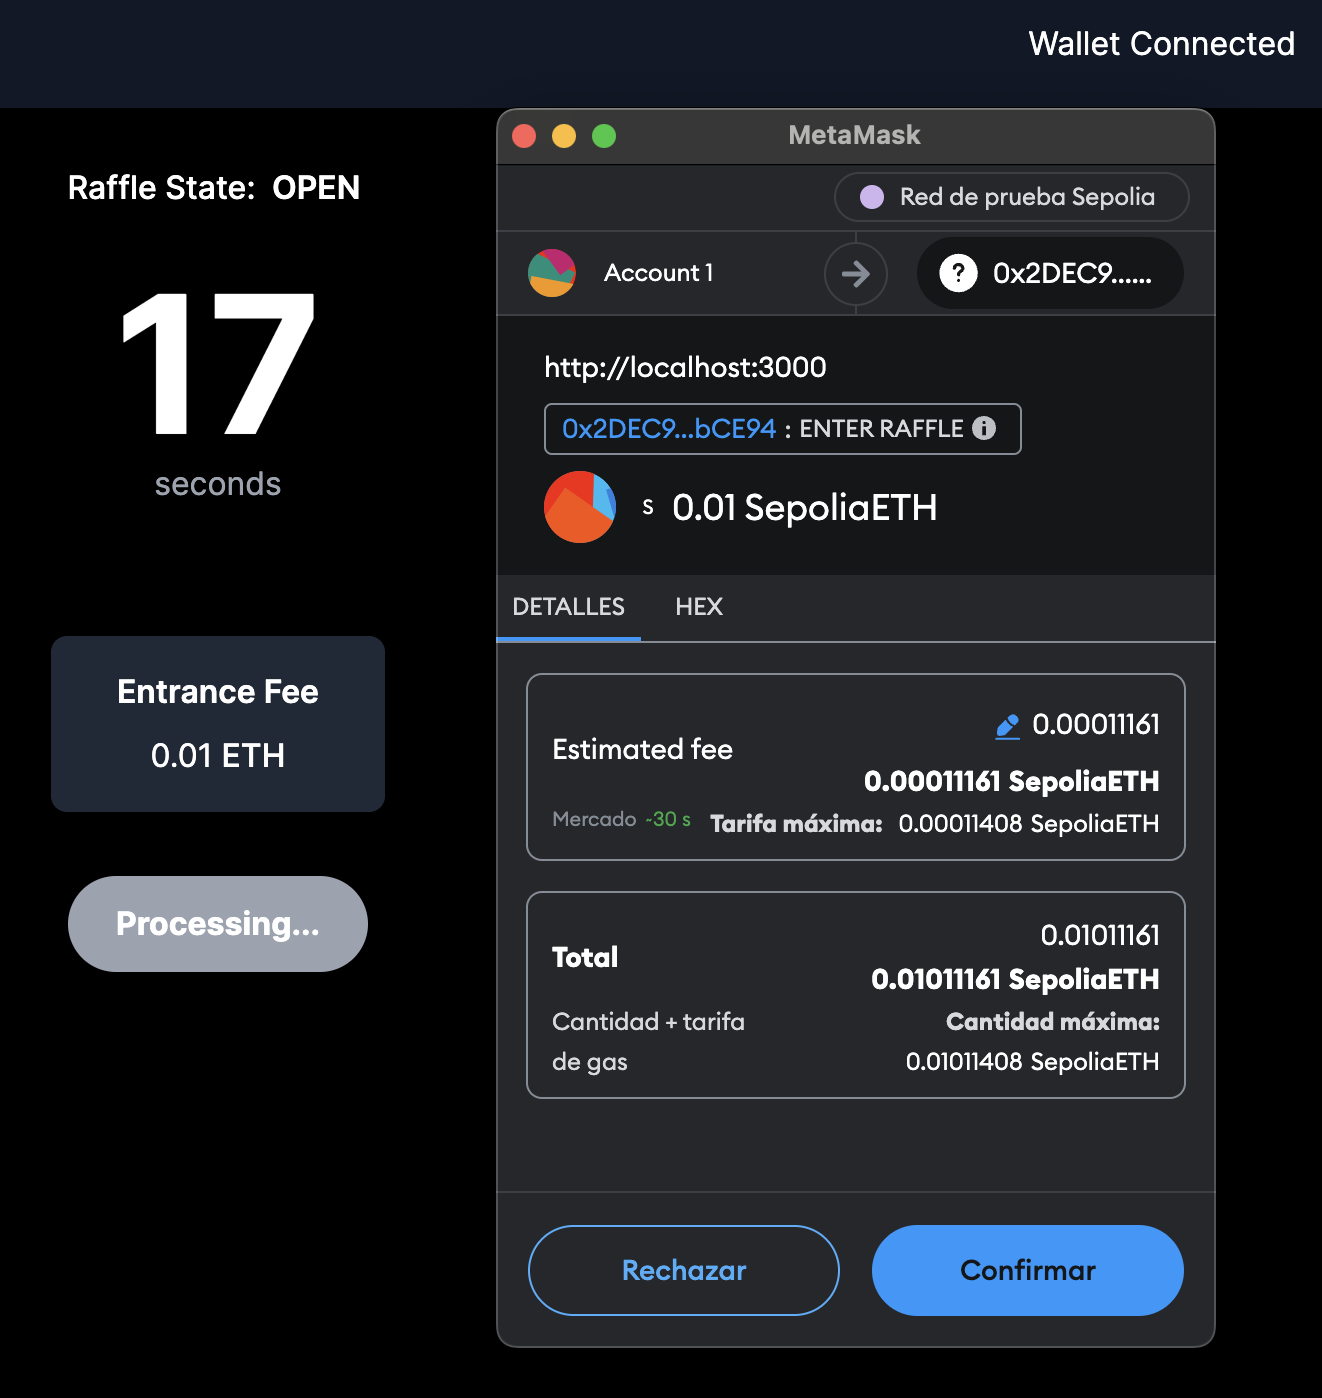 Wallet Connected
Raffle State: OPEN
17
seconds
Entrance Fee
0.01 ETH
Processing...
MetaMask
Red de prueba Sepolia
Account 1
? 0x2DEC9......
http://localhost:3000
0x2DEC9...bCE94 : ENTER RAFFLE
s 0.01 SepoliaETH
DETALLES HEX
Estimated fee
0.00011161
0.00011161 SepoliaETH
Mercado ~30 s Tarifa máxima: 0.00011408 SepoliaETH
Total
0.01011161
0.01011161 SepoliaETH
Cantidad + tarifa
de gas
Cantidad máxima:
0.01011408 SepoliaETH
Rechazar Confirmar